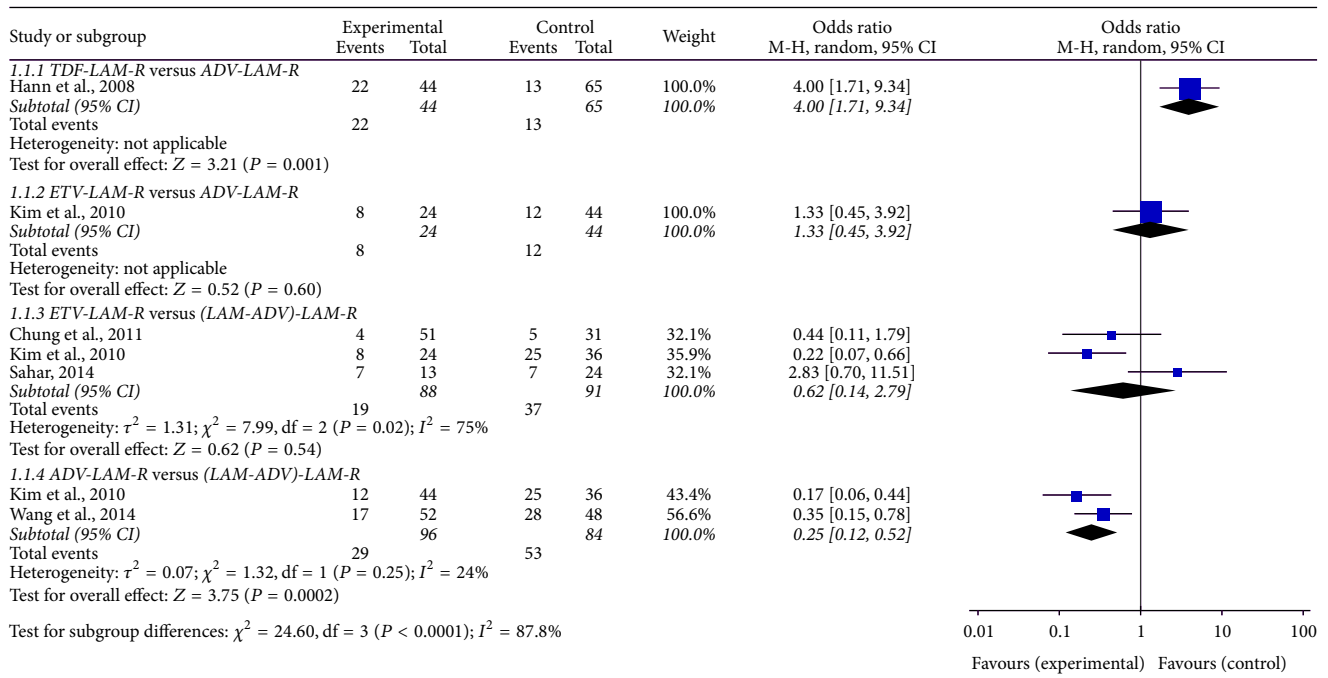 Study or subgroup Experimental Control Weight Odds ratio Odds ratio
Events Total Events Total M-H, random, 95% CI M-H, random, 95% CI
1.1.1 TDF-LAM-R versus ADV-LAM-R
Hann et al., 2008 22 44 13 65 100.0% 4.00 [1.71, 9.34]
Subtotal (95% CI) 44 65 100.0% 4.00 [1.71, 9.34]
Total events 22 13
Heterogeneity: not applicable
Test for overall effect: Z = 3.21 (P = 0.001)
1.1.2 ETV-LAM-R versus ADV-LAM-R
Kim et al., 2010 8 24 12 44 100.0% 1.33 [0.45, 3.92]
Subtotal (95% CI) 24 44 100.0% 1.33 [0.45, 3.92]
Total events 8 12
Heterogeneity: not applicable
Test for overall effect: Z = 0.52 (P = 0.60)
1.1.3 ETV-LAM-R versus (LAM-ADV)-LAM-R
Chung et al., 2011 4 51 5 31 32.1% 0.44 [0.11, 1.79]
Kim et al., 2010 8 24 25 36 35.9% 0.22 [0.07, 0.66]
Sahar, 2014 7 13 7 24 32.1% 2.83 [0.70, 11.51]
Subtotal (95% CI) 88 91 100.0% 0.62 [0.14, 2.79]
Total events 19 37
Heterogeneity: τ² = 1.31; χ² = 7.99, df = 2 (P = 0.02); I² = 75%
Test for overall effect: Z = 0.62 (P = 0.54)
1.1.4 ADV-LAM-R versus (LAM-ADV)-LAM-R
Kim et al., 2010 12 44 25 36 43.4% 0.17 [0.06, 0.44]
Wang et al., 2014 17 52 28 48 56.6% 0.35 [0.15, 0.78]
Subtotal (95% CI) 96 84 100.0% 0.25 [0.12, 0.52]
Total events 29 53
Heterogeneity: τ² = 0.07; χ² = 1.32, df = 1 (P = 0.25); I² = 24%
Test for overall effect: Z = 3.75 (P = 0.0002)
Test for subgroup differences: χ² = 24.60, df = 3 (P < 0.0001); I² = 87.8%
0.01 0.1 1 10 100
Favours (experimental) Favours (control)